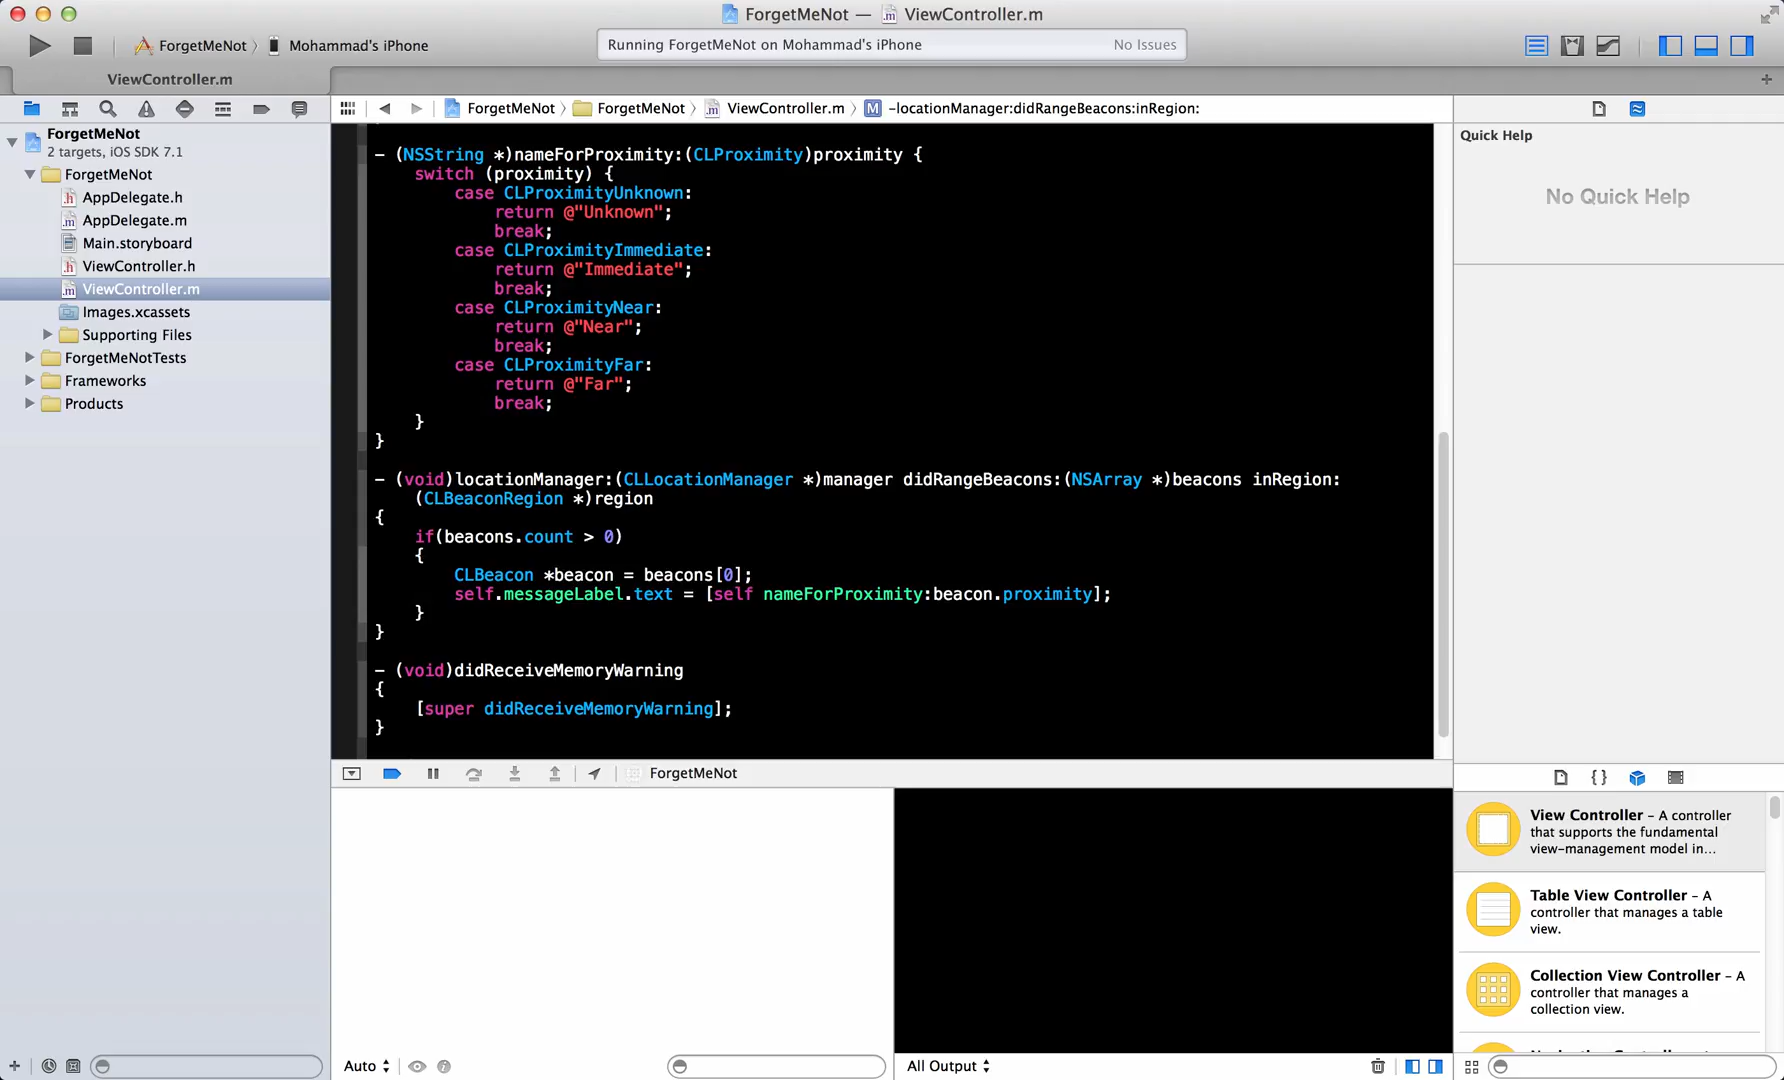 ForgetMeNot — ViewController.m
ForgetMeNot
Mohammad's iPhone
Running ForgetMeNot on Mohammad's iPhone
No Issues
ViewController.m
ForgetMeNot
ForgetMeNot
ViewController.m
M
-locationManager:didRangeBeacons:inRegion:
ForgetMeNot
2 targets, iOS SDK 7.1
ForgetMeNot
AppDelegate.h
AppDelegate.m
Main.storyboard
ViewController.h
ViewController.m
Images.xcassets
Supporting Files
ForgetMeNotTests
Frameworks
Products
- (NSString *)nameForProximity:(CLProximity)proximity {
switch (proximity) {
case CLProximityUnknown:
return @"Unknown";
break;
case CLProximityImmediate:
return @"Immediate";
break;
case CLProximityNear:
return @"Near";
break;
case CLProximityFar:
return @"Far";
break;
}
}
- (void)locationManager:(CLLocationManager *)manager didRangeBeacons:(NSArray *)beacons inRegion:
(CLBeaconRegion *)region
{
if(beacons.count > 0)
{
CLBeacon *beacon = beacons[0];
self.messageLabel.text = [self nameForProximity:beacon.proximity];
}
}
- (void)didReceiveMemoryWarning
{
[super didReceiveMemoryWarning];
}
ForgetMeNot
Auto
All Output
Quick Help
No Quick Help
{ }
View Controller – A controller
that supports the fundamental
view-management model in...
Table View Controller – A
controller that manages a table
view.
Collection View Controller – A
controller that manages a
collection view.